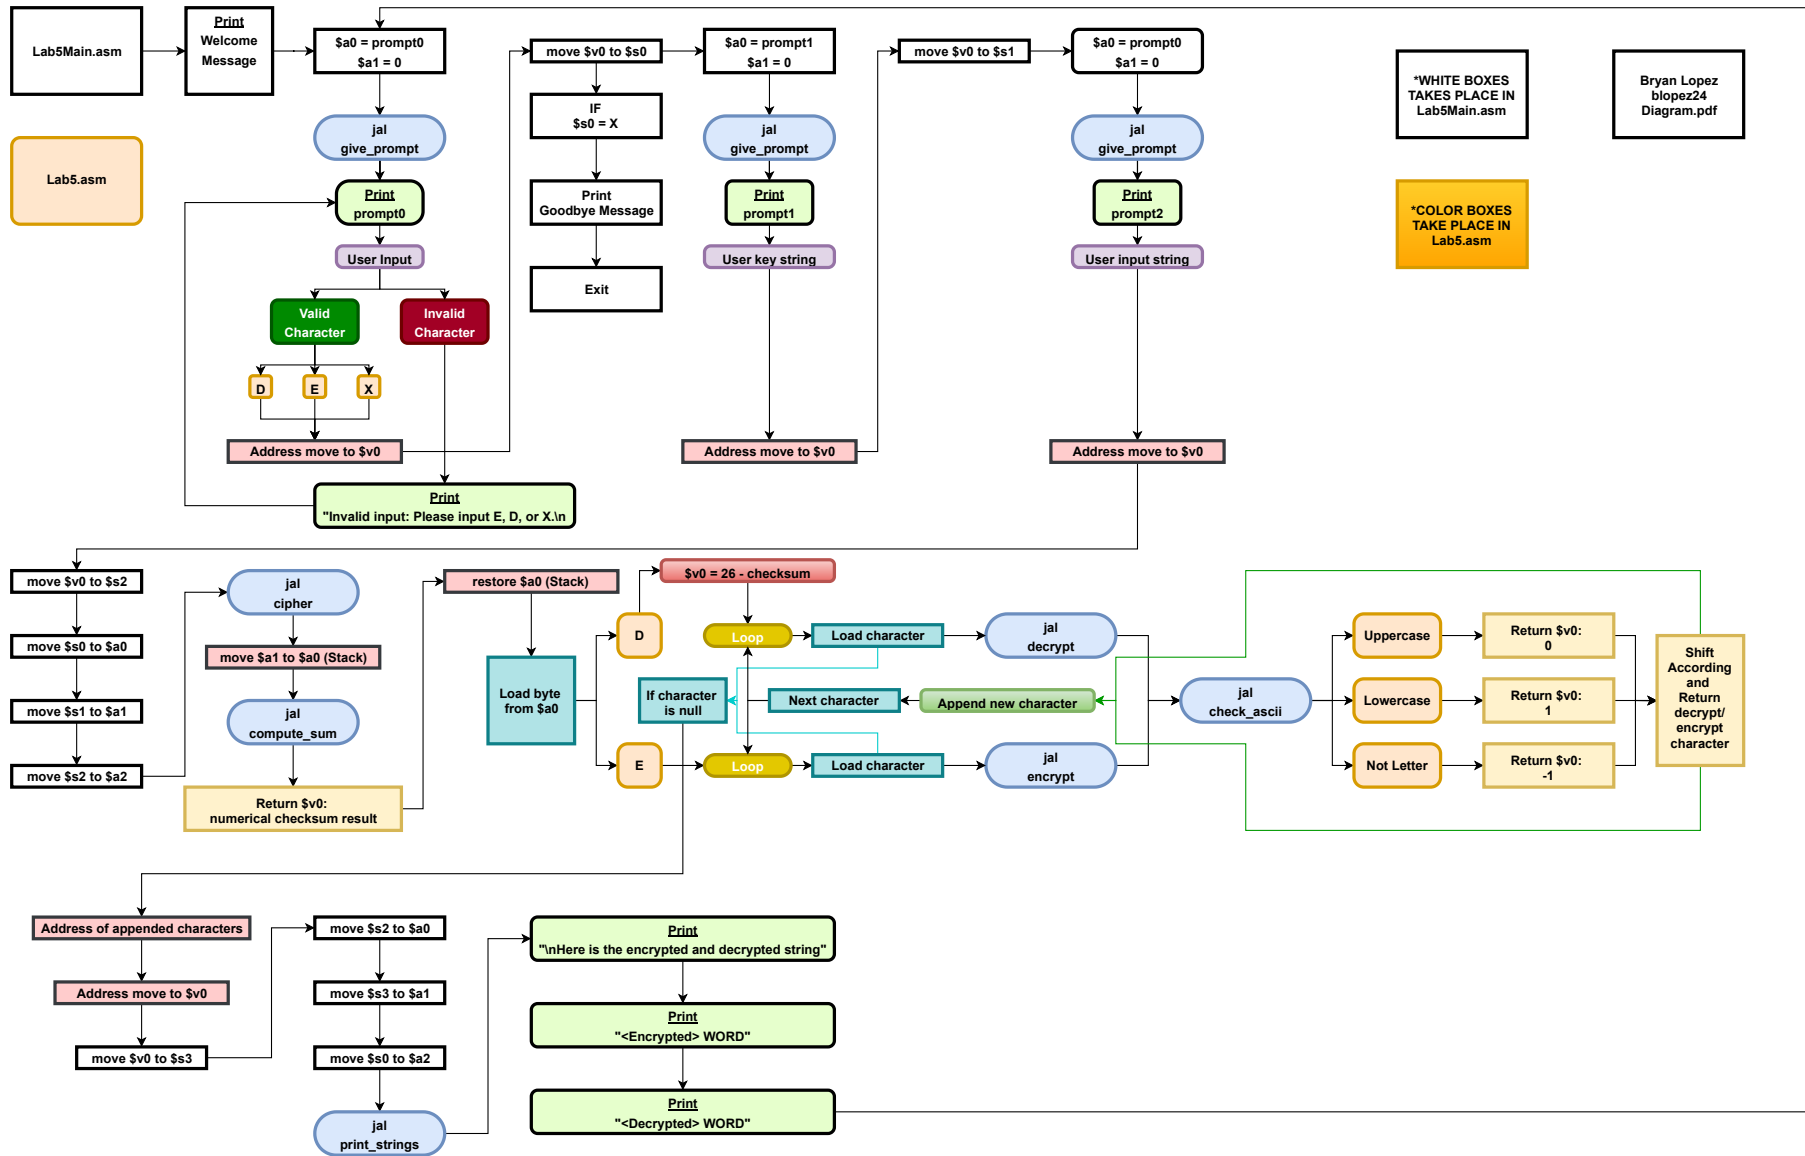 Lab5Main.asm
Print
Welcome
Message
$a0 = prompt0
$a1 = 0
move $v0 to $s0
$a0 = prompt1
$a1 = 0
move $v0 to $s1
$a0 = prompt0
$a1 = 0
*WHITE BOXES
TAKES PLACE IN
Lab5Main.asm
Bryan Lopez
blopez24
Diagram.pdf
Lab5.asm
jal
give_prompt
IF
$s0 = X
jal
give_prompt
jal
give_prompt
Print
prompt0
Print
Goodbye Message
Print
prompt1
Print
prompt2
*COLOR BOXES
TAKE PLACE IN
Lab5.asm
User Input
User key string
User input string
Exit
Valid
Character
Invalid
Character
D
E
X
Address move to $v0
Address move to $v0
Address move to $v0
Print
"Invalid input: Please input E, D, or X.\n
move $v0 to $s2
jal
cipher
restore $a0 (Stack)
$v0 = 26 - checksum
move $s0 to $a0
move $a1 to $a0 (Stack)
D
Loop
Load character
jal
decrypt
Uppercase
Return $v0:
0
Load byte
from $a0
If character
is null
Next character
Append new character
jal
check_ascii
Lowercase
Return $v0:
1
Shift
According
and
Return
decrypt/
encrypt
character
move $s1 to $a1
jal
compute_sum
move $s2 to $a2
E
Loop
Load character
jal
encrypt
Not Letter
Return $v0:
-1
Return $v0:
numerical checksum result
Address of appended characters
move $s2 to $a0
Print
"\nHere is the encrypted and decrypted string"
Address move to $v0
move $s3 to $a1
Print
"<Encrypted> WORD"
move $v0 to $s3
move $s0 to $a2
jal
print_strings
Print
"<Decrypted> WORD"